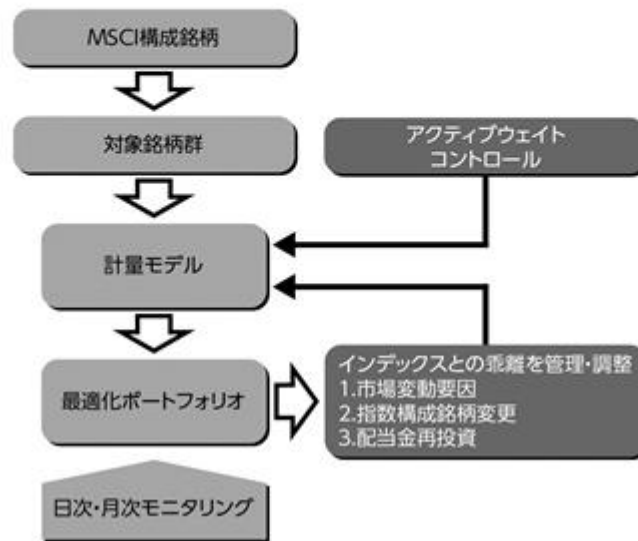 MSCI構成銘柄
対象銘柄群
アクティブウェイト
コントロール
計量モデル
最適化ポートフォリオ
インデックスとの乖離を管理・調整
1.市場変動要因
2.指数構成銘柄変更
3.配当金再投資
日次・月次モニタリング